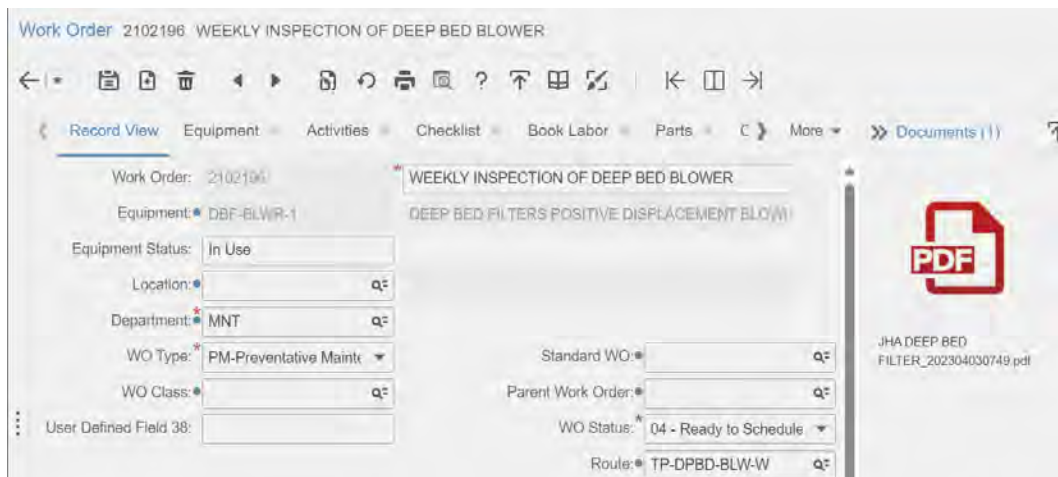 Work Order 2102196 WEEKLY INSPECTION OF DEEP BED BLOWER
Record View Equipment Activities Checklist Book Labor Parts C More Documents (1)
Work Order: 2102196 * WEEKLY INSPECTION OF DEEP BED BLOWER
Equipment: DBF-BLWR-1 DEEP BED FILTERS POSITIVE DISPLACEMENT BLOW
Equipment Status: In Use
Location:
Department: * MNT
WO Type: * PM-Preventative Mainte Standard WO:
WO Class: Parent Work Order:
User Defined Field 38: WO Status: * 04 - Ready to Schedule
Route: TP-DPBD-BLW-W
PDF
JHA DEEP BED
FILTER_202304030749.pdf